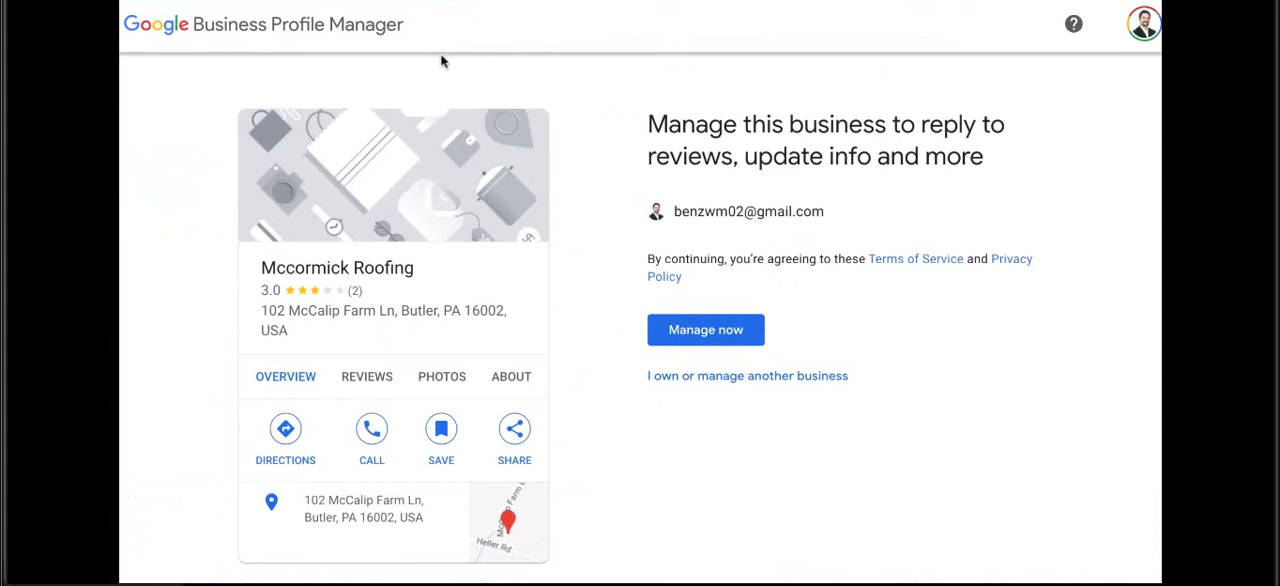 Google Business Profile Manager
Manage this business to reply to
reviews, update info and more
benzwm02@gmail.com
By continuing, you're agreeing to these Terms of Service and Privacy
Policy
Manage now
I own or manage another business
Mccormick Roofing
3.0 (2)
102 McCalip Farm Ln, Butler, PA 16002,
USA
OVERVIEW REVIEWS PHOTOS ABOUT
DIRECTIONS CALL SAVE SHARE
102 McCalip Farm Ln,
Butler, PA 16002, USA
Farm
Heller Rd